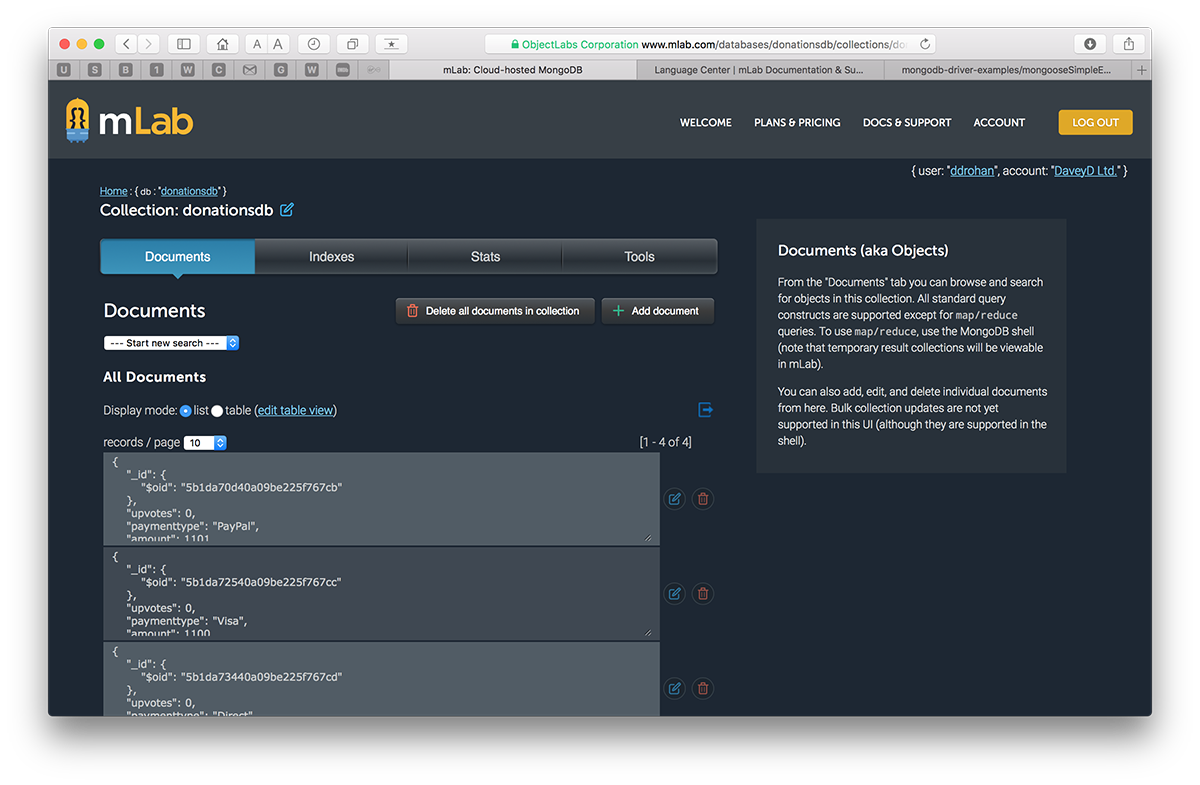 ObjectLabs Corporation www.mlab.com/databases/donationsdb/collections/do
A A
U S B 1 W C G W
mLab: Cloud-hosted MongoDB
Language Center | mLab Documentation & Su...
mongodb-driver-examples/mongooseSimpleE...
mLab
WELCOME PLANS & PRICING DOCS & SUPPORT ACCOUNT LOG OUT
{ user: "ddrohan", account: "DaveyD Ltd." }
Home : { db : "donationsdb" }
Collection: donationsdb
Documents Indexes Stats Tools
Documents
Delete all documents in collection
Add document
--- Start new search ---
All Documents
Display mode: list table (edit table view)
records / page 10 [1 - 4 of 4]
{
"_id": {
"$oid": "5b1da70d40a09be225f767cb"
},
"upvotes": 0,
"paymenttype": "PayPal",
"amount": 1101
{
"_id": {
"$oid": "5b1da72540a09be225f767cc"
},
"upvotes": 0,
"paymenttype": "Visa",
"amount": 1100
{
"_id": {
"$oid": "5b1da73440a09be225f767cd"
},
"upvotes": 0,
"paymenttype": "Direct"
Documents (aka Objects)
From the "Documents" tab you can browse and search
for objects in this collection. All standard query
constructs are supported except for map/reduce
queries. To use map/reduce, use the MongoDB shell
(note that temporary result collections will be viewable
in mLab).
You can also add, edit, and delete individual documents
from here. Bulk collection updates are not yet
supported in this UI (although they are supported in the
shell).